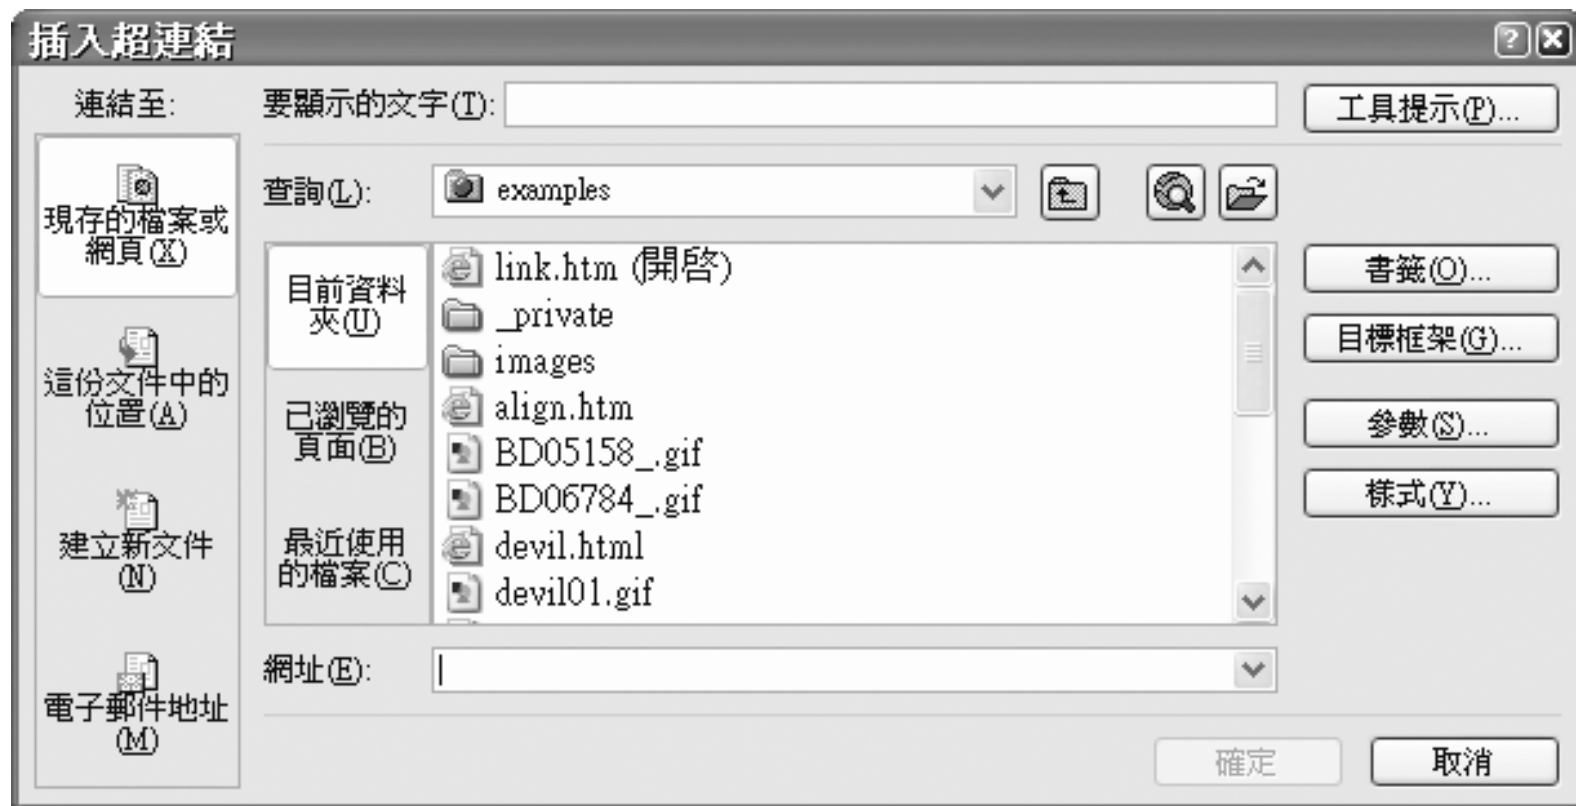 插入超連結
連結至:
要顯示的文字(T):
工具提示(P)...
現存的檔案或
網頁(X)
這份文件中的
位置(A)
建立新文件
(N)
電子郵件地址
(M)
查詢(L):
examples
目前資料
夾(U)
已瀏覽的
頁面(B)
最近使用
的檔案(C)
link.htm (開啓)
_private
images
align.htm
BD05158_.gif
BD06784_.gif
devil.html
devil01.gif
書籤(O)...
目標框架(G)...
參數(S)...
樣式(Y)...
網址(E):
確定
取消